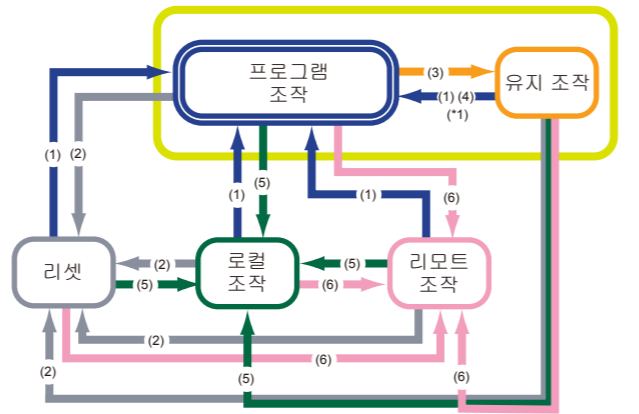 프로그램
조작
유지 조작
(3)
(1) (4)
(*1)
(1)
(2)
(5)
(6)
(1)
(1)
리셋
로컬
조작
리모트
조작
(2)
(5)
(5)
(6)
(2)
(6)
(2)
(5)
(6)